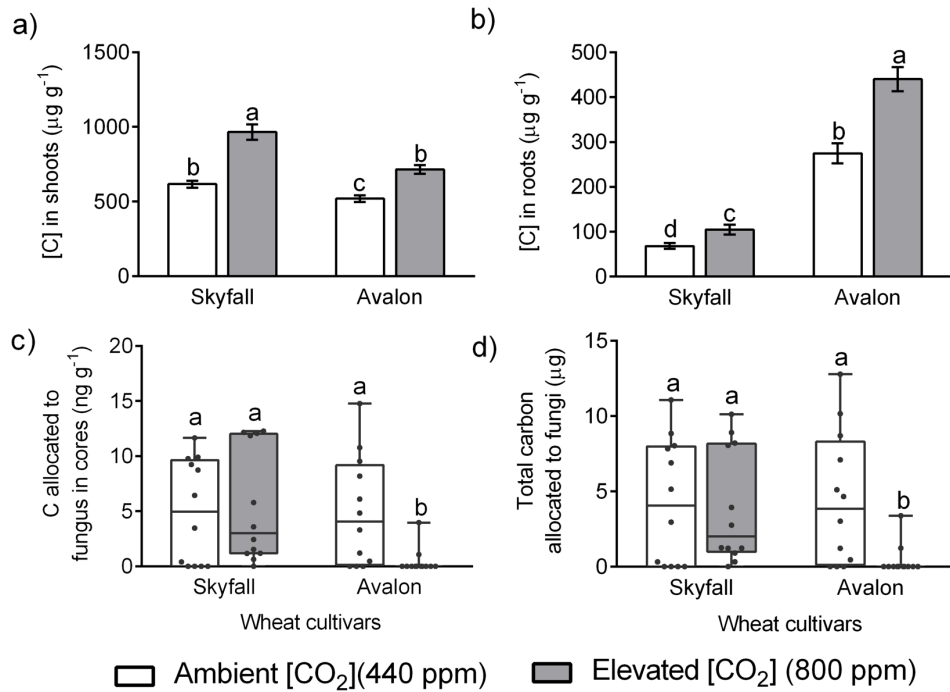 a)
[C] in shoots (µg g⁻¹)
1500
1000
500
0
b
a
c
b
Skyfall
Avalon
b)
[C] in roots (µg g⁻¹)
500
400
300
200
100
0
d
c
b
a
Skyfall
Avalon
c)
C allocated to
fungus in cores (ng g⁻¹)
20
15
10
5
0
a
a
a
b
Skyfall
Avalon
Wheat cultivars
d)
Total carbon
allocated to fungi (µg)
15
10
5
0
a
a
a
b
Skyfall
Avalon
Wheat cultivars
Ambient [CO₂](440 ppm)
Elevated [CO₂] (800 ppm)